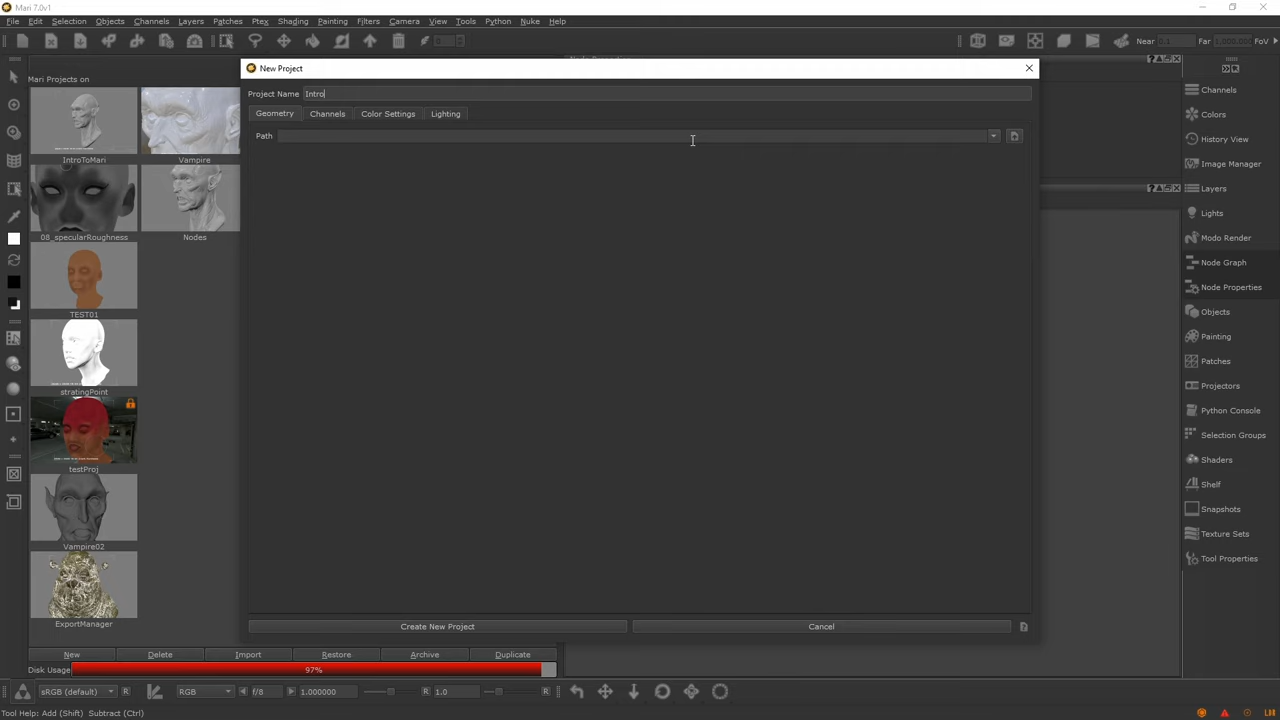 Mari 7.0v1
File Edit Selection Objects Channels Layers Patches Ptex Shading Painting Filters Camera View Tools Python Nuke Help
0 Near 0.1 Far FoV
Mari Projects on
New Project
Project Name Intro
Geometry Channels Color Settings Lighting
Path
IntroToMari Vampire
08_specularRoughness Nodes
TEST01
stratingPoint
testProj
Vampire02
ExportManager
Channels
Colors
History View
Image Manager
Layers
Lights
Modo Render
Node Graph
Node Properties
Objects
Painting
Patches
Projectors
Python Console
Selection Groups
Shaders
Shelf
Snapshots
Texture Sets
Tool Properties
Create New Project Cancel
New Delete Import Restore Archive Duplicate
Disk Usage 97%
sRGB (default) R RGB f/8 1.000000 R 1.0 R
Tool Help: Add (Shift) Subtract (Ctrl)